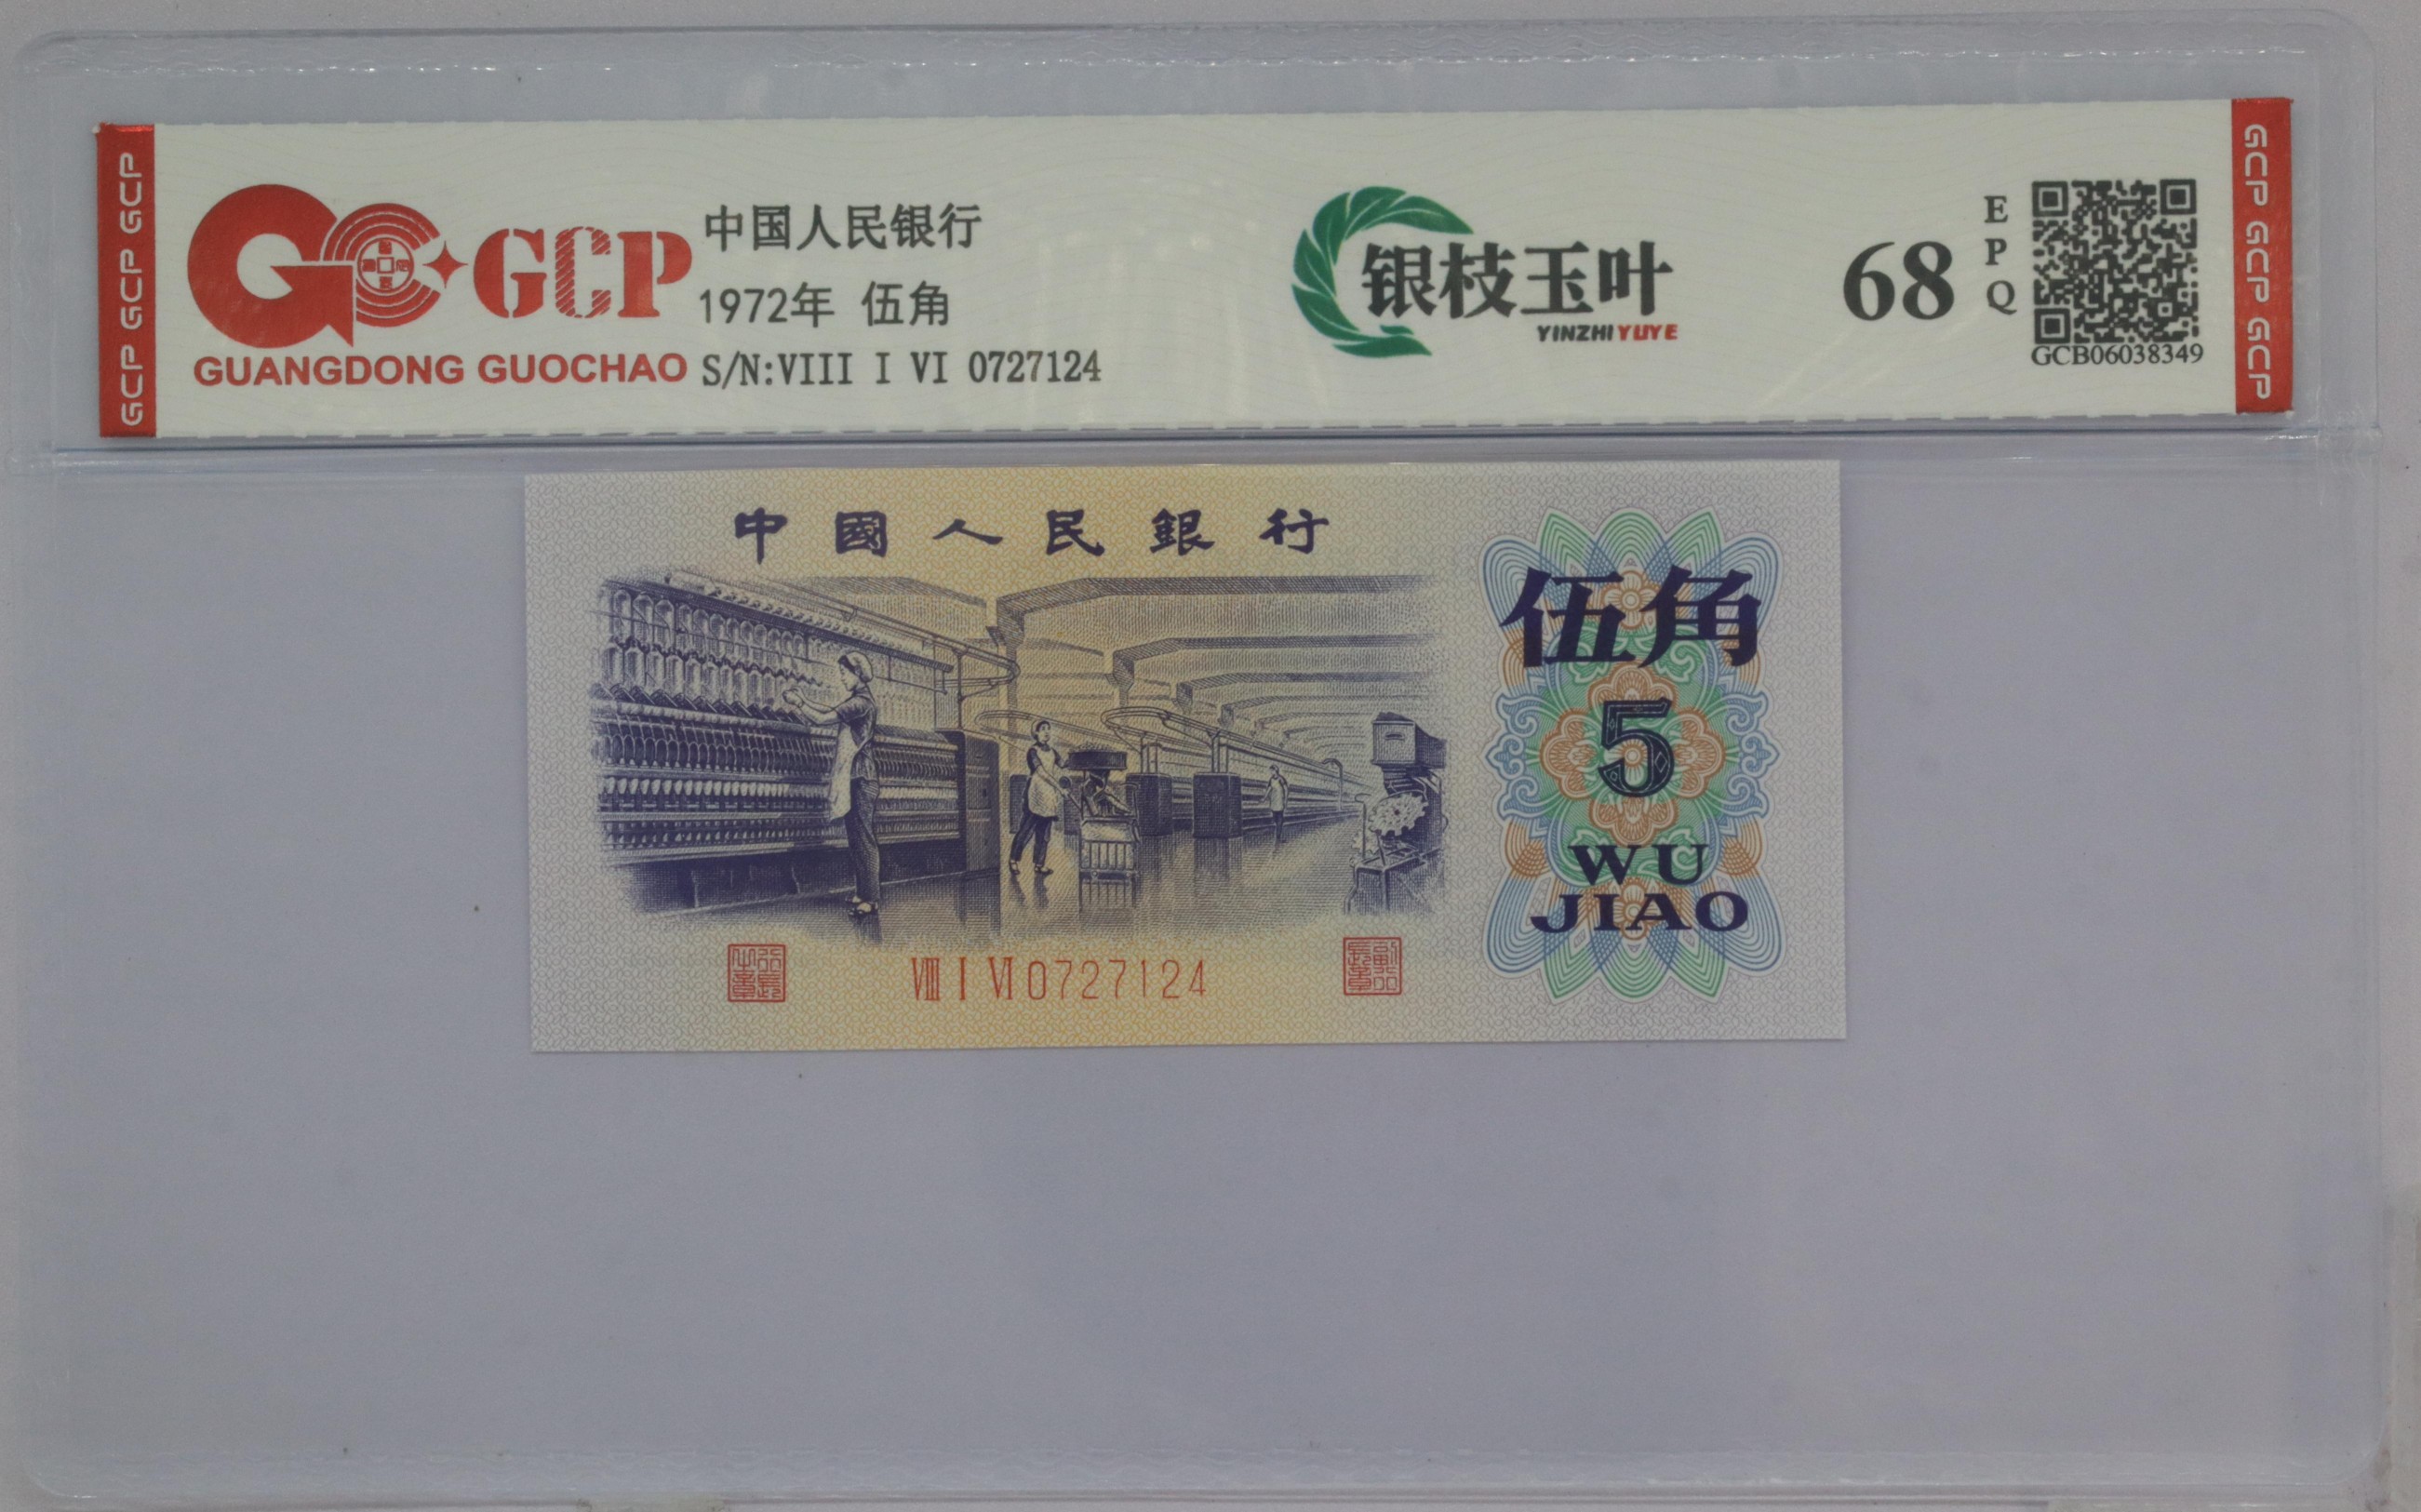 GCP GCP GCP
GCP
GUANGDONG GUOCHAO
中国人民银行
1972年 伍角
S/N:VIII I VI 0727124
银枝玉叶
YINZHI YUYE
68
EPQ
GCB06038349
GCP GCP GCP
中國人民銀行
伍角
5
WU
JIAO
VIII I VI 0727124